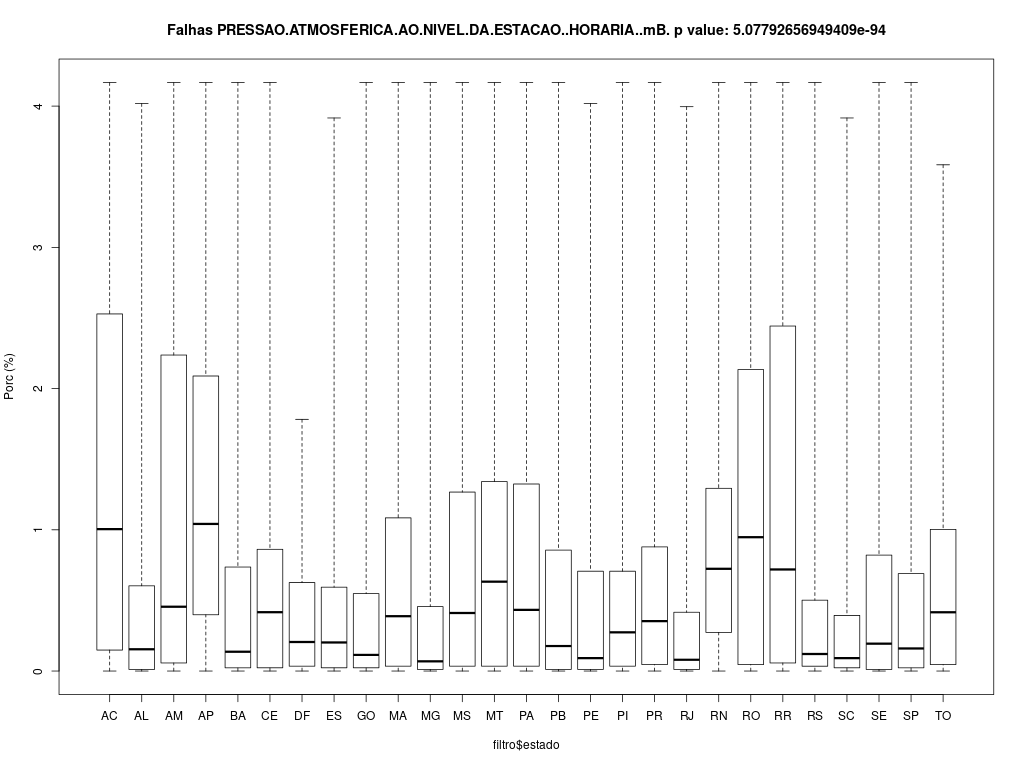 Falhas PRESSAO.ATMOSFERICA.AO.NIVEL.DA.ESTACAO..HORARIA..mB. p value: 5.07792656949409e-94
Porc (%)
4
3
2
1
0
AC AL AM AP BA CE DF ES GO MA MG MS MT PA PB PE PI PR RJ RN RO RR RS SC SE SP TO
filtro$estado